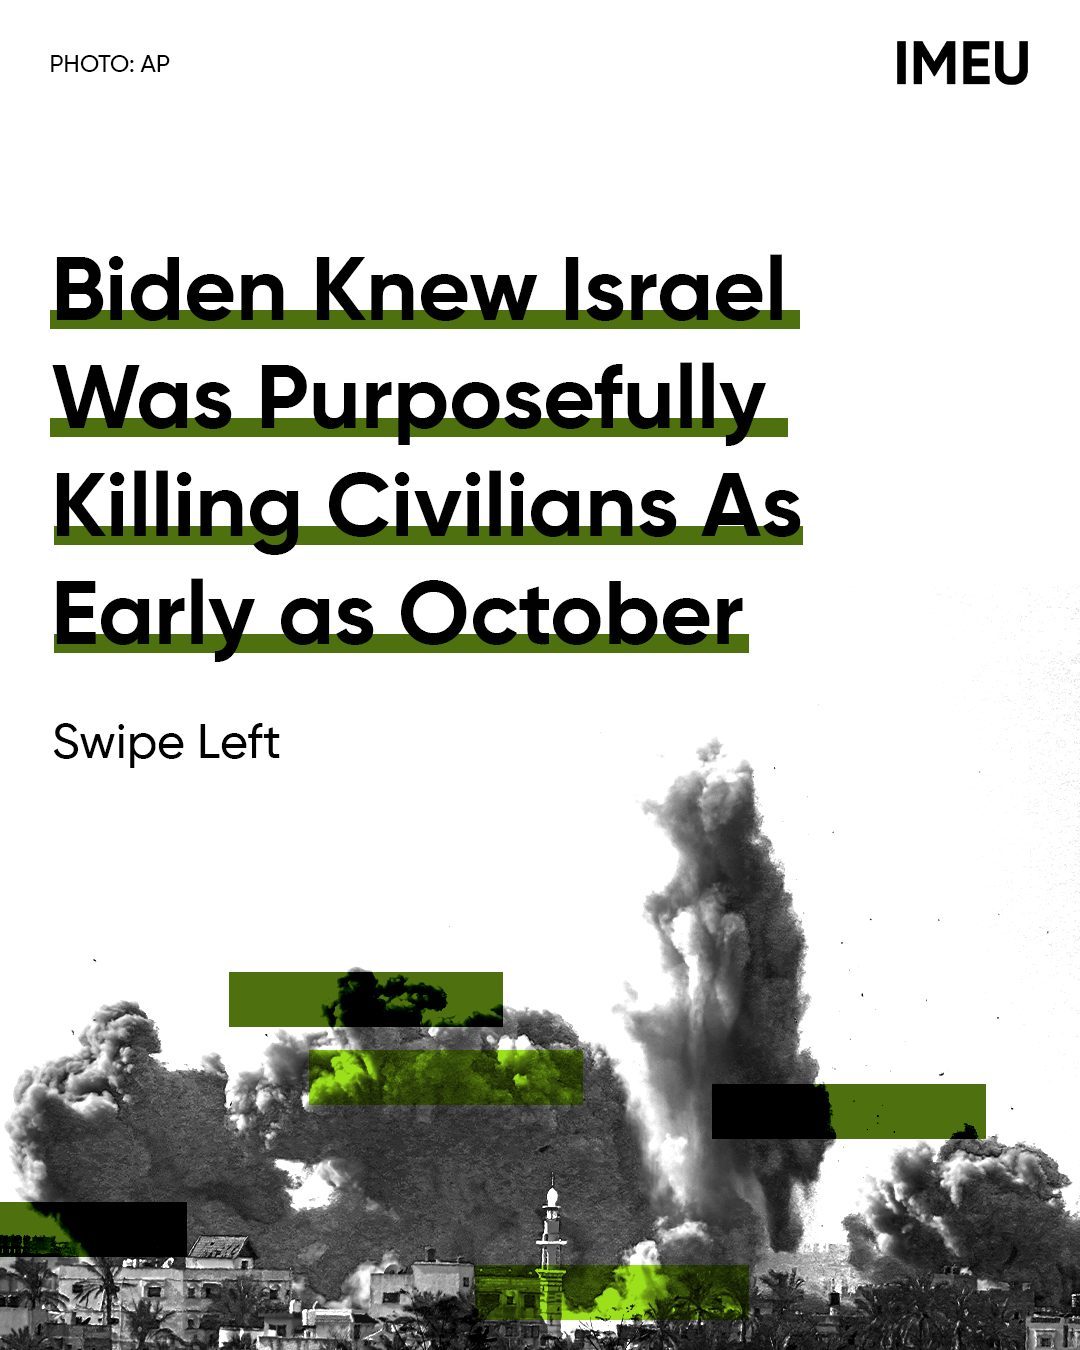 PHOTO: AP
IMEU
Biden Knew Israel
Was Purposefully
Killing Civilians As
Early as October
Swipe Left